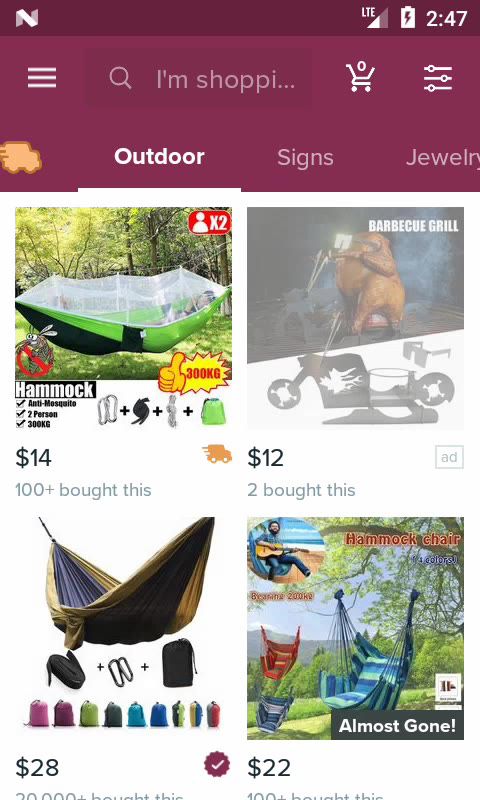 LTE 2:47
I'm shoppi... 0
Outdoor Signs Jewelry
X2
300KG
Hammock
Anti-Mosquito
2 Person
300KG
BARBECUE GRILL
$14
100+ bought this
$12 ad
2 bought this
$28
20,000+ bought this
Hammock chair
( 4 colors)
Bearing 200kg
Almost Gone!
$22
100+ bought this